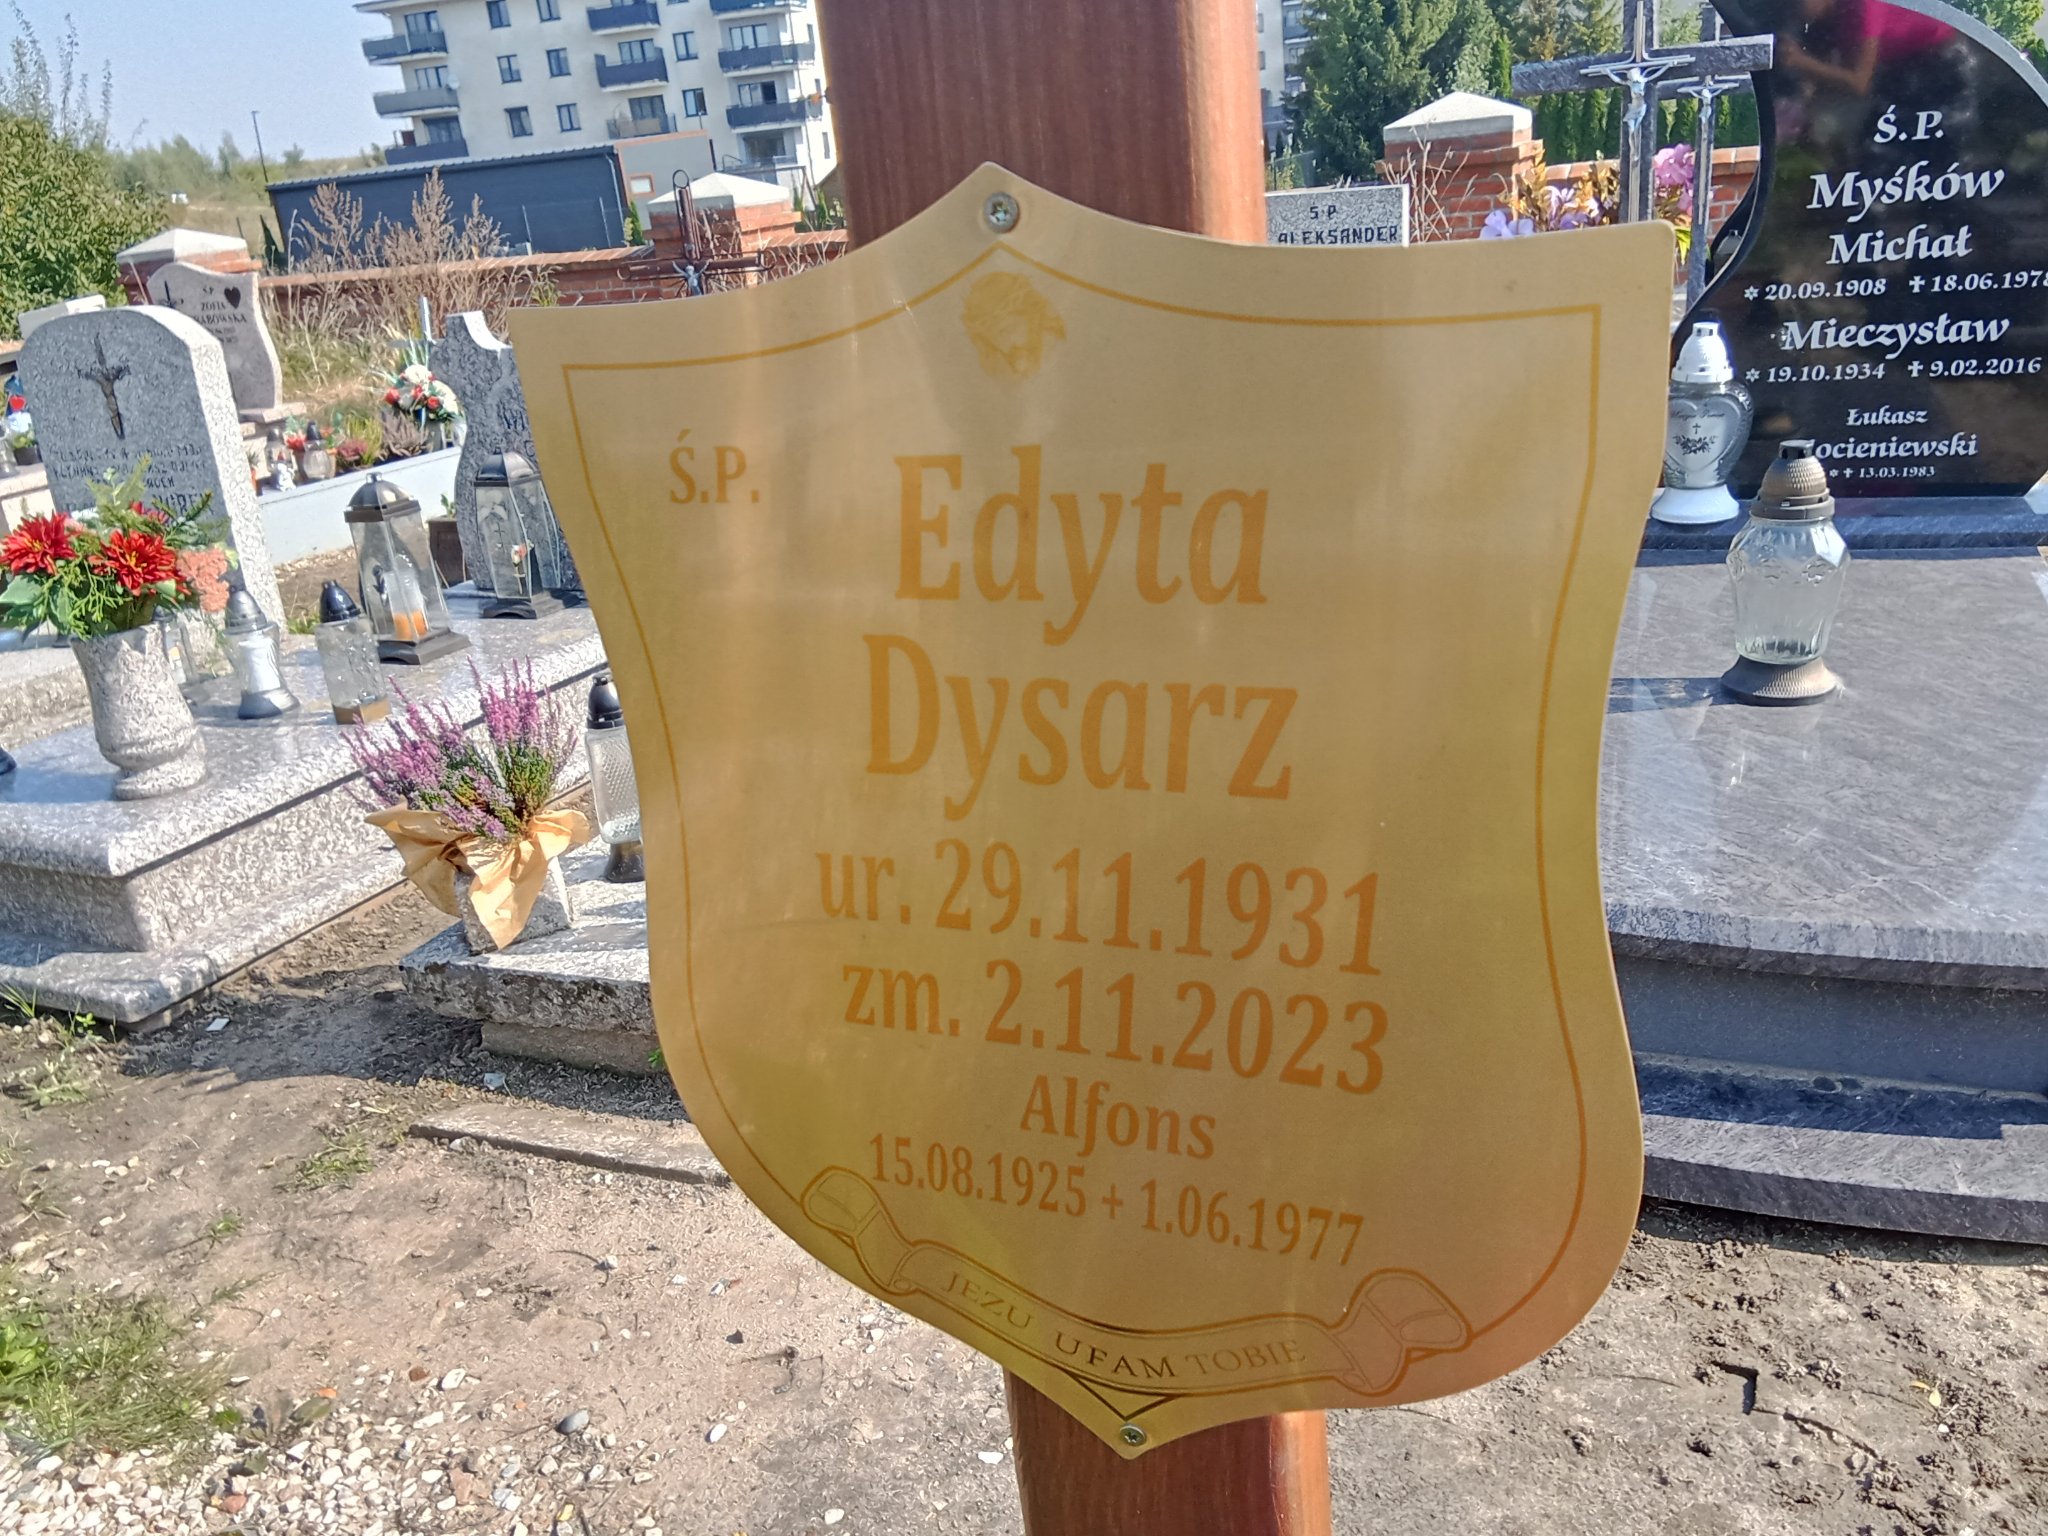 Ś.P.
Edyta
Dysarz
ur. 29.11.1931
zm. 2.11.2023
Alfons
15.08.1925 + 1.06.1977
JEZU UFAM TOBIE
Ś.P.
Myśków
Michał
✡ 20.09.1908 ✝ 18.06.1978
Mieczysław
✡ 19.10.1934 ✝ 9.02.2016
Łukasz
ocieniewski
✡ ✝ 13.03.1983
Ś P
ALEKSANDER
Ś.P.
ZOFIA